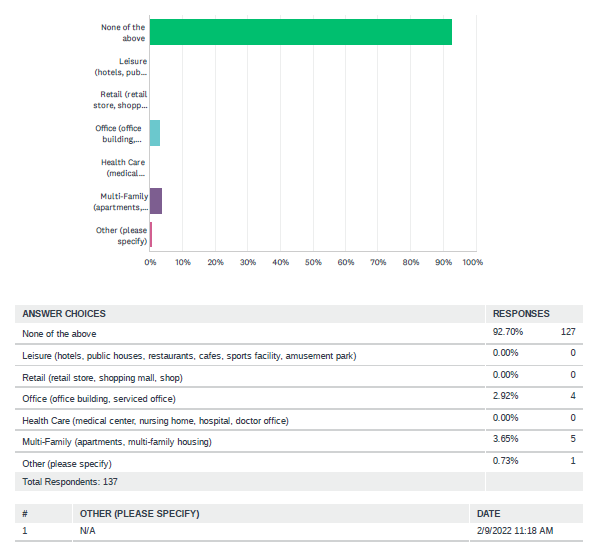 None of the
above
Leisure
(hotels, pub...
Retail (retail
store, shopp...
Office (office
building,...
Health Care
(medical...
Multi-Family
(apartments,...
Other (please
specify)
0% 10% 20% 30% 40% 50% 60% 70% 80% 90% 100%
ANSWER CHOICES RESPONSES
None of the above 92.70% 127
Leisure (hotels, public houses, restaurants, cafes, sports facility, amusement park) 0.00% 0
Retail (retail store, shopping mall, shop) 0.00% 0
Office (office building, serviced office) 2.92% 4
Health Care (medical center, nursing home, hospital, doctor office) 0.00% 0
Multi-Family (apartments, multi-family housing) 3.65% 5
Other (please specify) 0.73% 1
Total Respondents: 137
# OTHER (PLEASE SPECIFY) DATE
1 N/A 2/9/2022 11:18 AM